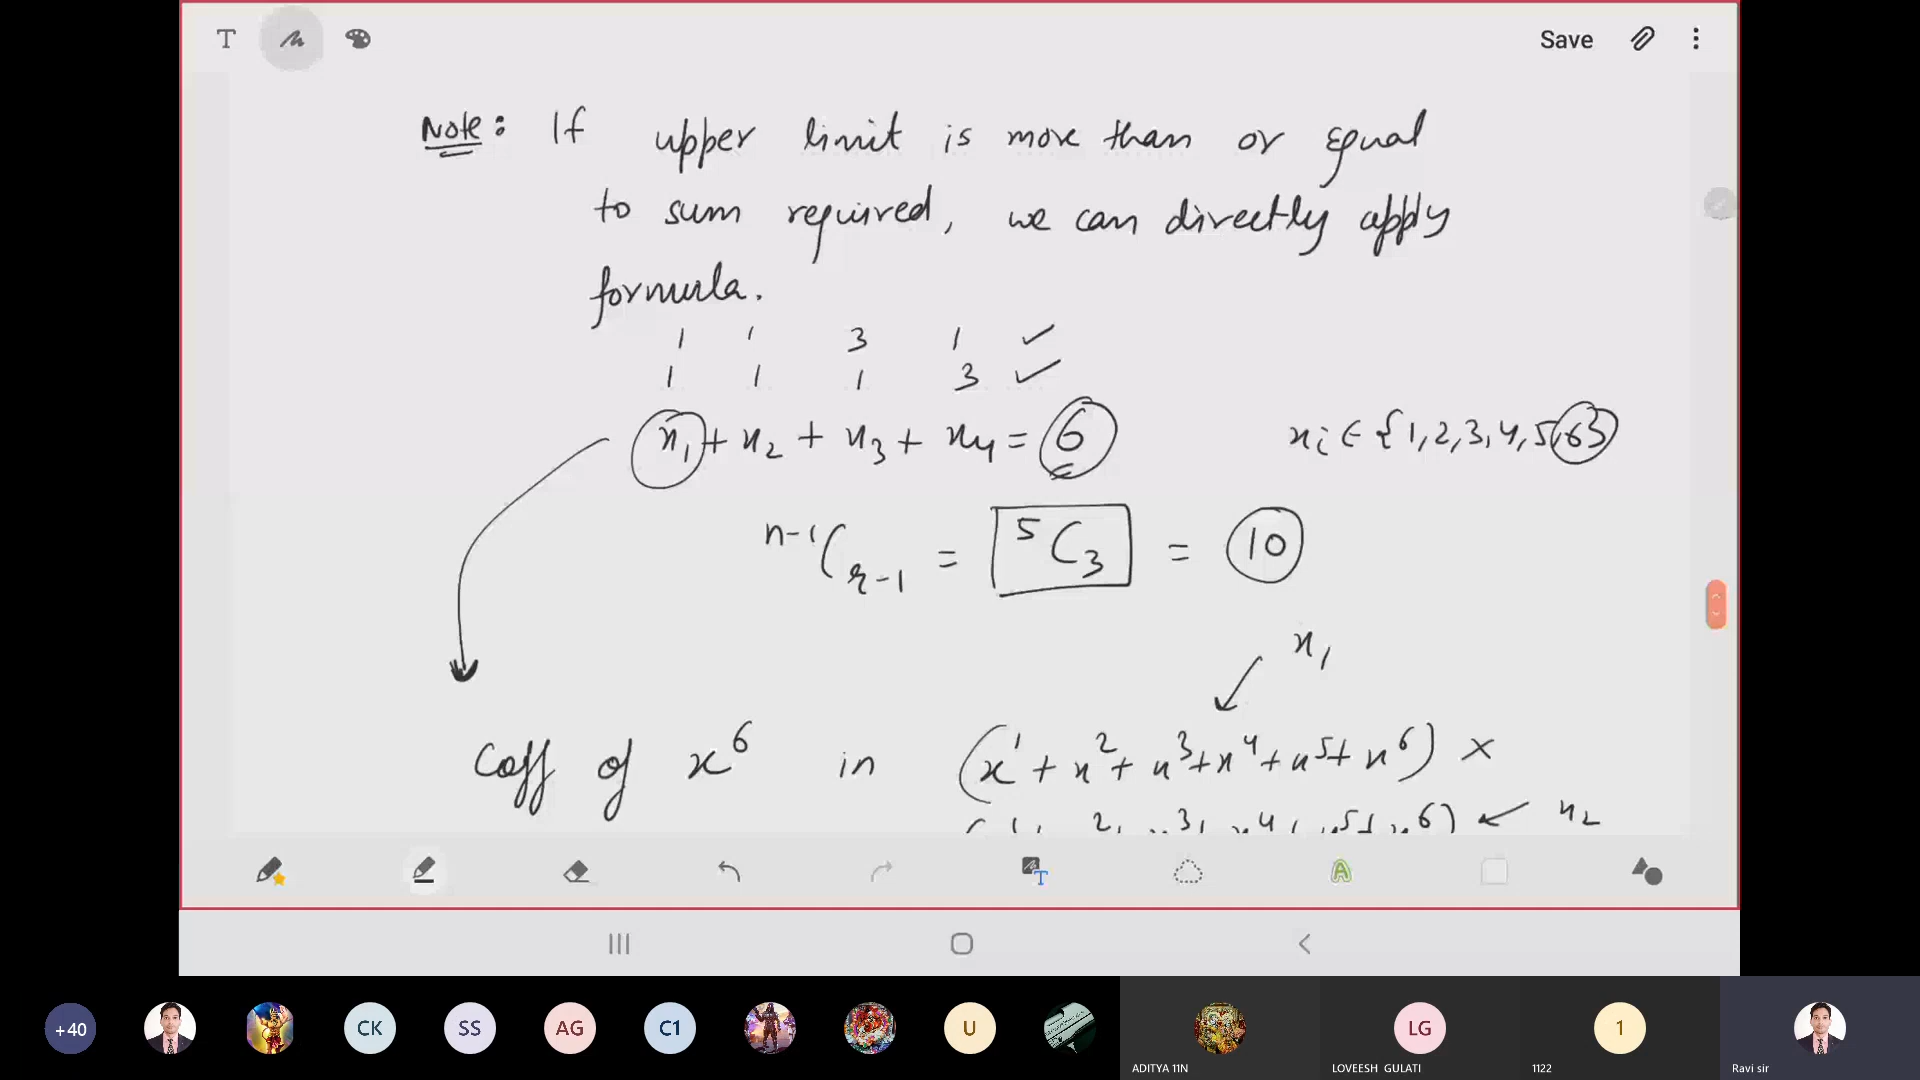 T Save
Note: If upper limit is more than or equal
to sum required, we can directly apply
formula.
1 1 3 1 ✓
1 1 1 3 ✓
x₁ + x₂ + x₃ + x₄ = 6 xᵢ ∈ {1,2,3,4,5,6}
ⁿ⁻¹Cᵣ₋₁ = ⁵C₃ = 10
x₁
Coff of x⁶ in (x¹ + x² + x³ + x⁴ + x⁵ + x⁶) ×
x₂
T A
+40 CK SS AG C1 U LG 1
ADITYA 11N LOVEESH GULATI 1122 Ravi sir